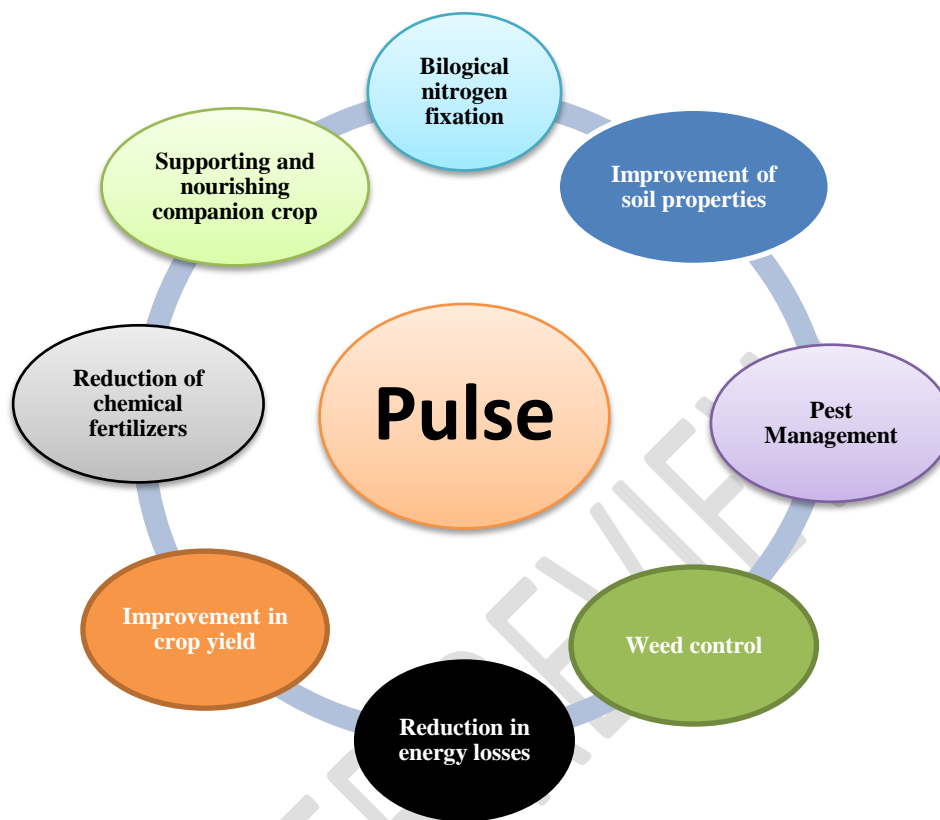 Bilogical
nitrogen
fixation
Improvement of
soil properties
Pest
Management
Weed control
Reduction in
energy losses
Improvement in
crop yield
Reduction of
chemical
fertilizers
Supporting and
nourishing
companion crop
Pulse